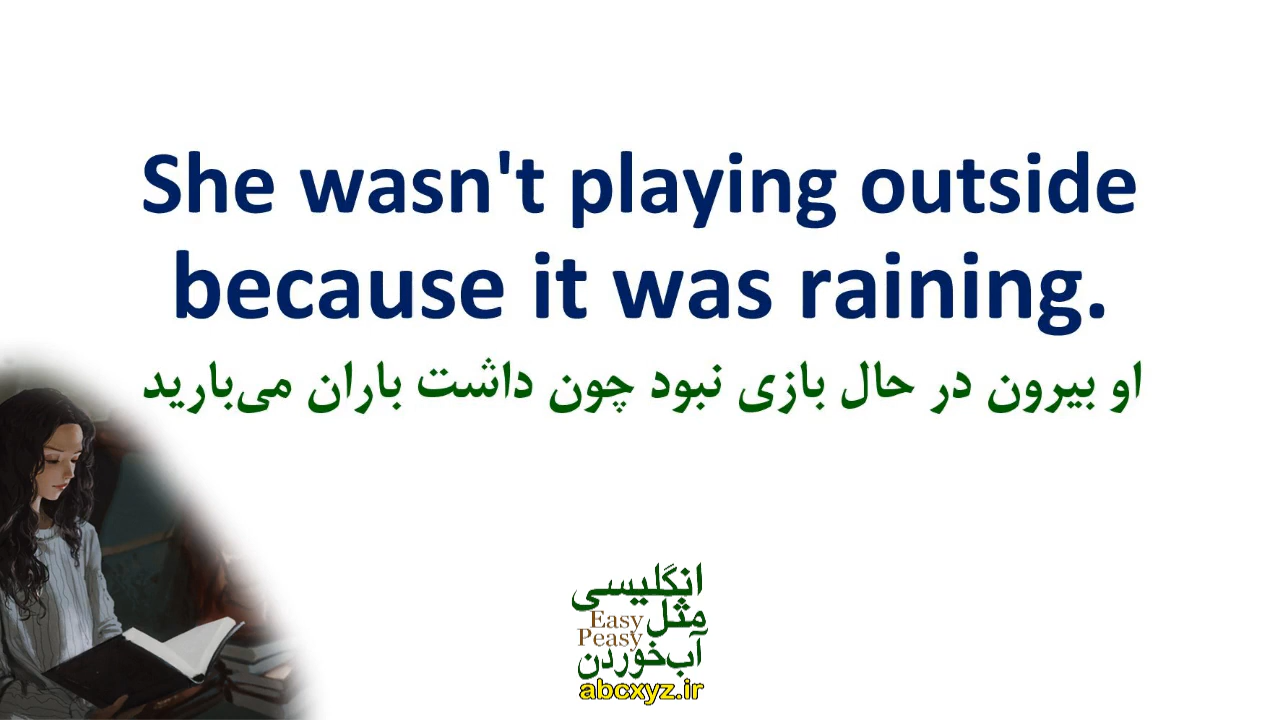 She wasn't playing outside
because it was raining.
او بیرون در حال بازی نبود چون داشت باران می‌بارید
انگلیسی
مثل
Easy
Peasy
آب‌خوردن
abcxyz.ir